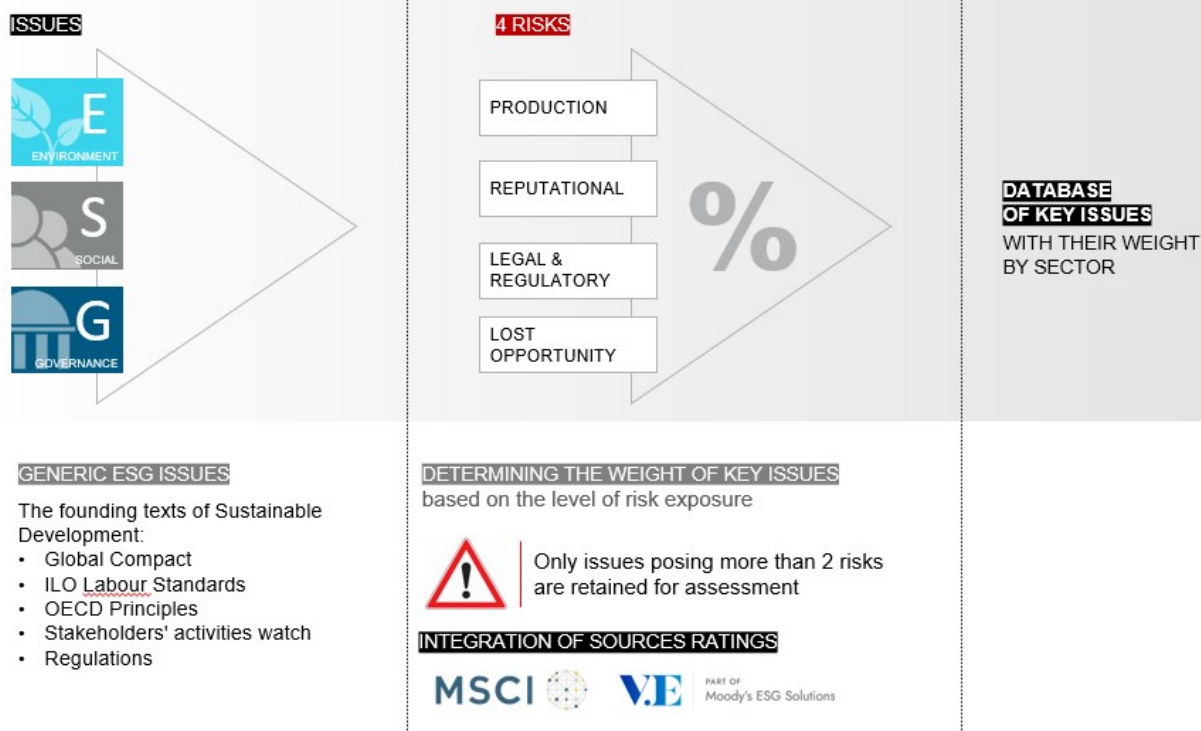 ISSUES
E
ENVIRONMENT
S
SOCIAL
G
GOVERNANCE
4 RISKS
PRODUCTION
REPUTATIONAL
LEGAL &
REGULATORY
LOST
OPPORTUNITY
%
DATABASE
OF KEY ISSUES
WITH THEIR WEIGHT
BY SECTOR
GENERIC ESG ISSUES
The founding texts of Sustainable
Development:
• Global Compact
• ILO Labour Standards
• OECD Principles
• Stakeholders' activities watch
• Regulations
DETERMINING THE WEIGHT OF KEY ISSUES
based on the level of risk exposure
!
Only issues posing more than 2 risks
are retained for assessment
INTEGRATION OF SOURCES RATINGS
MSCI
V.E
PART OF
Moody's ESG Solutions